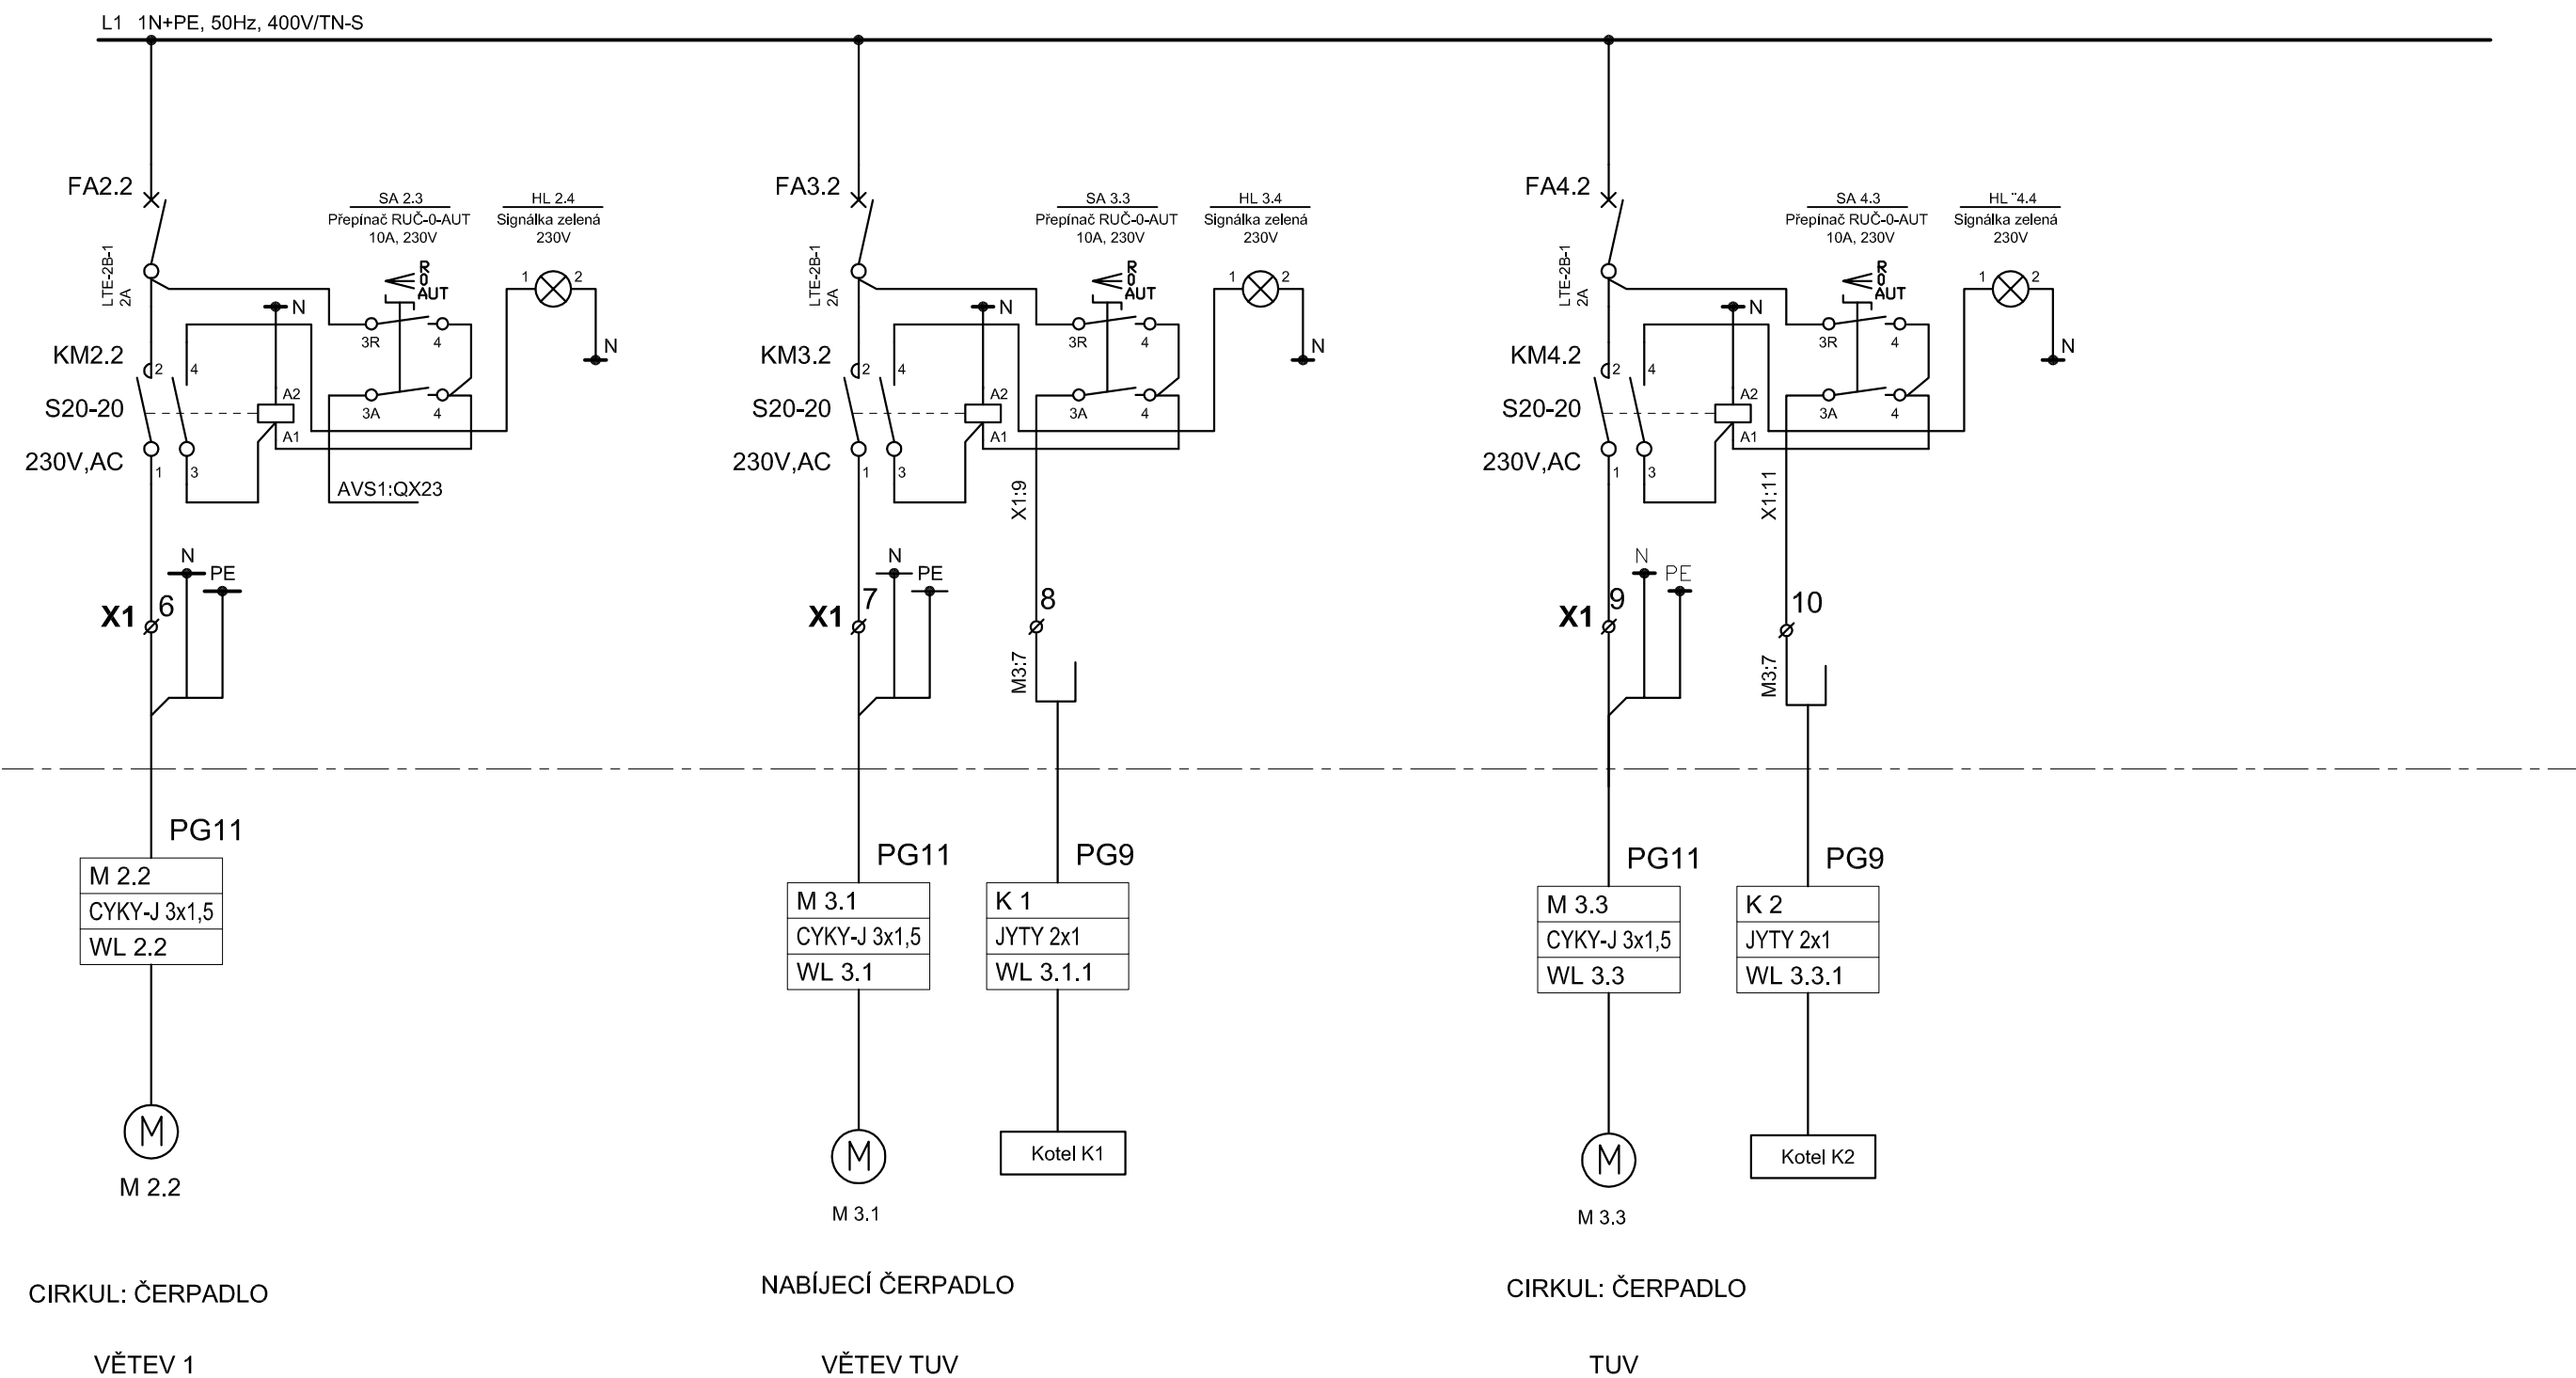 L1 1N+PE, 50Hz, 400V/TN-S
FA2.2
LTE-2B-1
2A
SA 2.3
Přepínač RUČ-0-AUT
10A, 230V
HL 2.4
Signálka zelená
230V
R
0
AUT
1
2
N
N
3R
4
KM2.2
2
4
A2
3A
4
S20-20
A1
230V,AC
1
3
AVS1:QX23
N
PE
X1
6
PG11
M 2.2
CYKY-J 3x1,5
WL 2.2
M
M 2.2
CIRKUL: ČERPADLO
VĚTEV 1
FA3.2
LTE-2B-1
2A
SA 3.3
Přepínač RUČ-0-AUT
10A, 230V
HL 3.4
Signálka zelená
230V
R
0
AUT
1
2
N
N
3R
4
KM3.2
2
4
A2
3A
4
S20-20
A1
230V,AC
1
3
X1:9
N
PE
X1
7
8
M3:7
PG11
M 3.1
CYKY-J 3x1,5
WL 3.1
PG9
K 1
JYTY 2x1
WL 3.1.1
M
Kotel K1
M 3.1
NABÍJECÍ ČERPADLO
VĚTEV TUV
FA4.2
LTE-2B-1
2A
SA 4.3
Přepínač RUČ-0-AUT
10A, 230V
HL ¨4.4
Signálka zelená
230V
R
0
AUT
1
2
N
N
3R
4
KM4.2
2
4
A2
3A
4
S20-20
A1
230V,AC
1
3
X1:11
N
PE
X1
9
10
M3:7
PG11
M 3.3
CYKY-J 3x1,5
WL 3.3
PG9
K 2
JYTY 2x1
WL 3.3.1
M
Kotel K2
M 3.3
CIRKUL: ČERPADLO
TUV